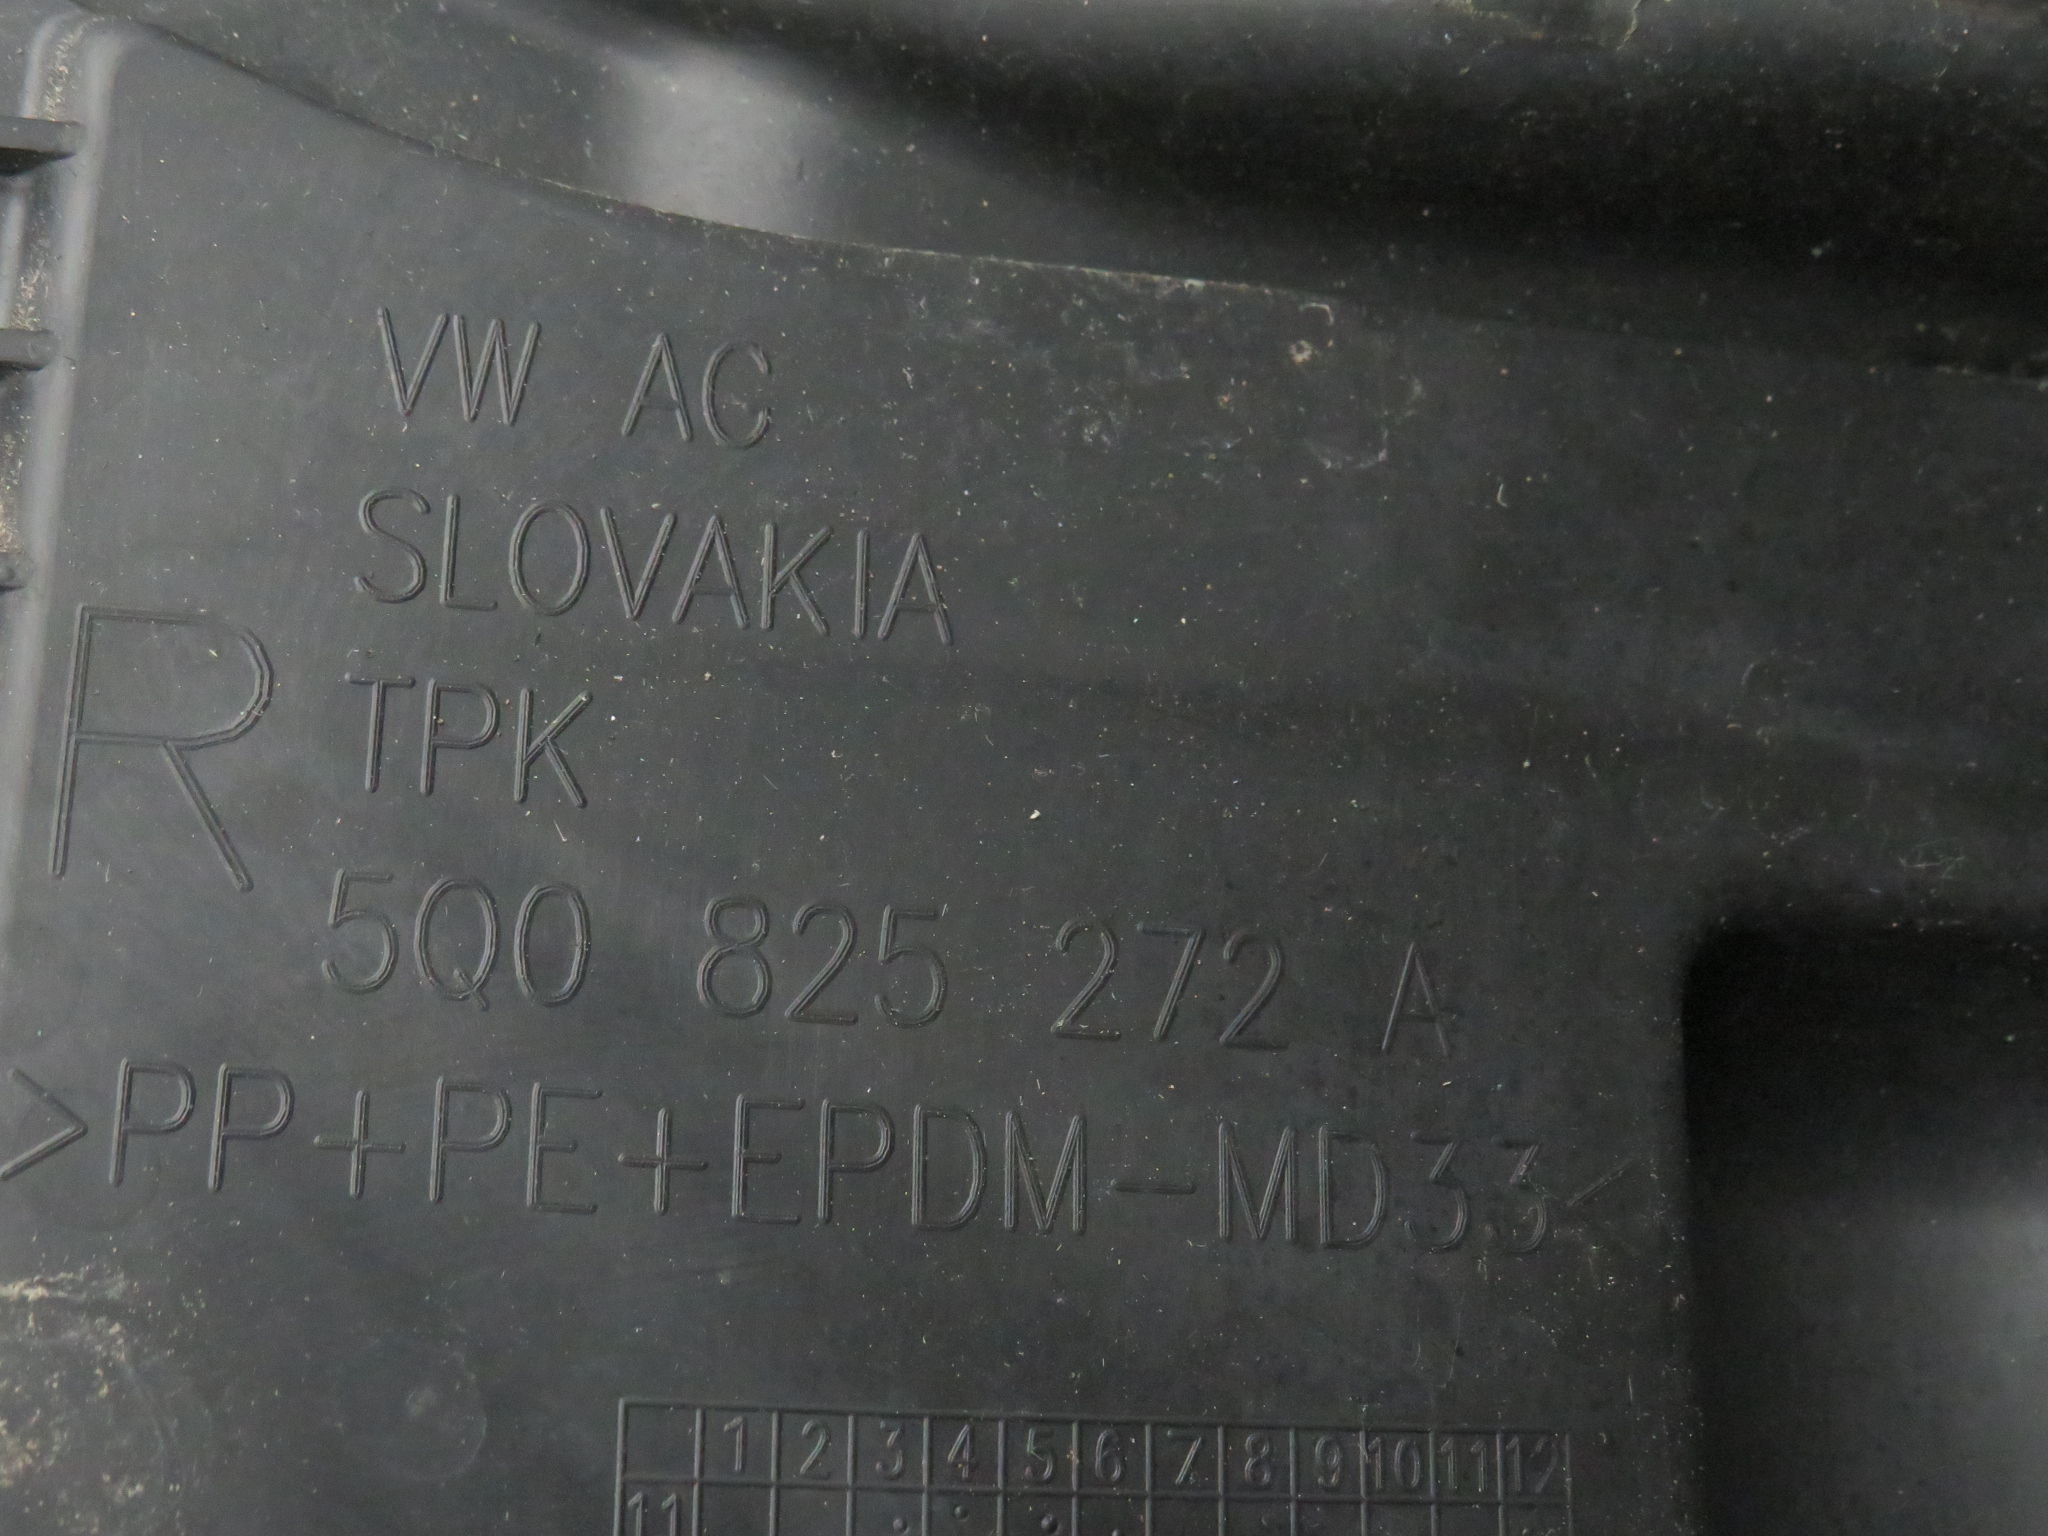 VW AG
SLOVAKIA
R
TPK
5Q0 825 272 A
>PP+PE+EPDM-MD33<
1 2 3 4 5 6 7 8 9 10 11 12
11